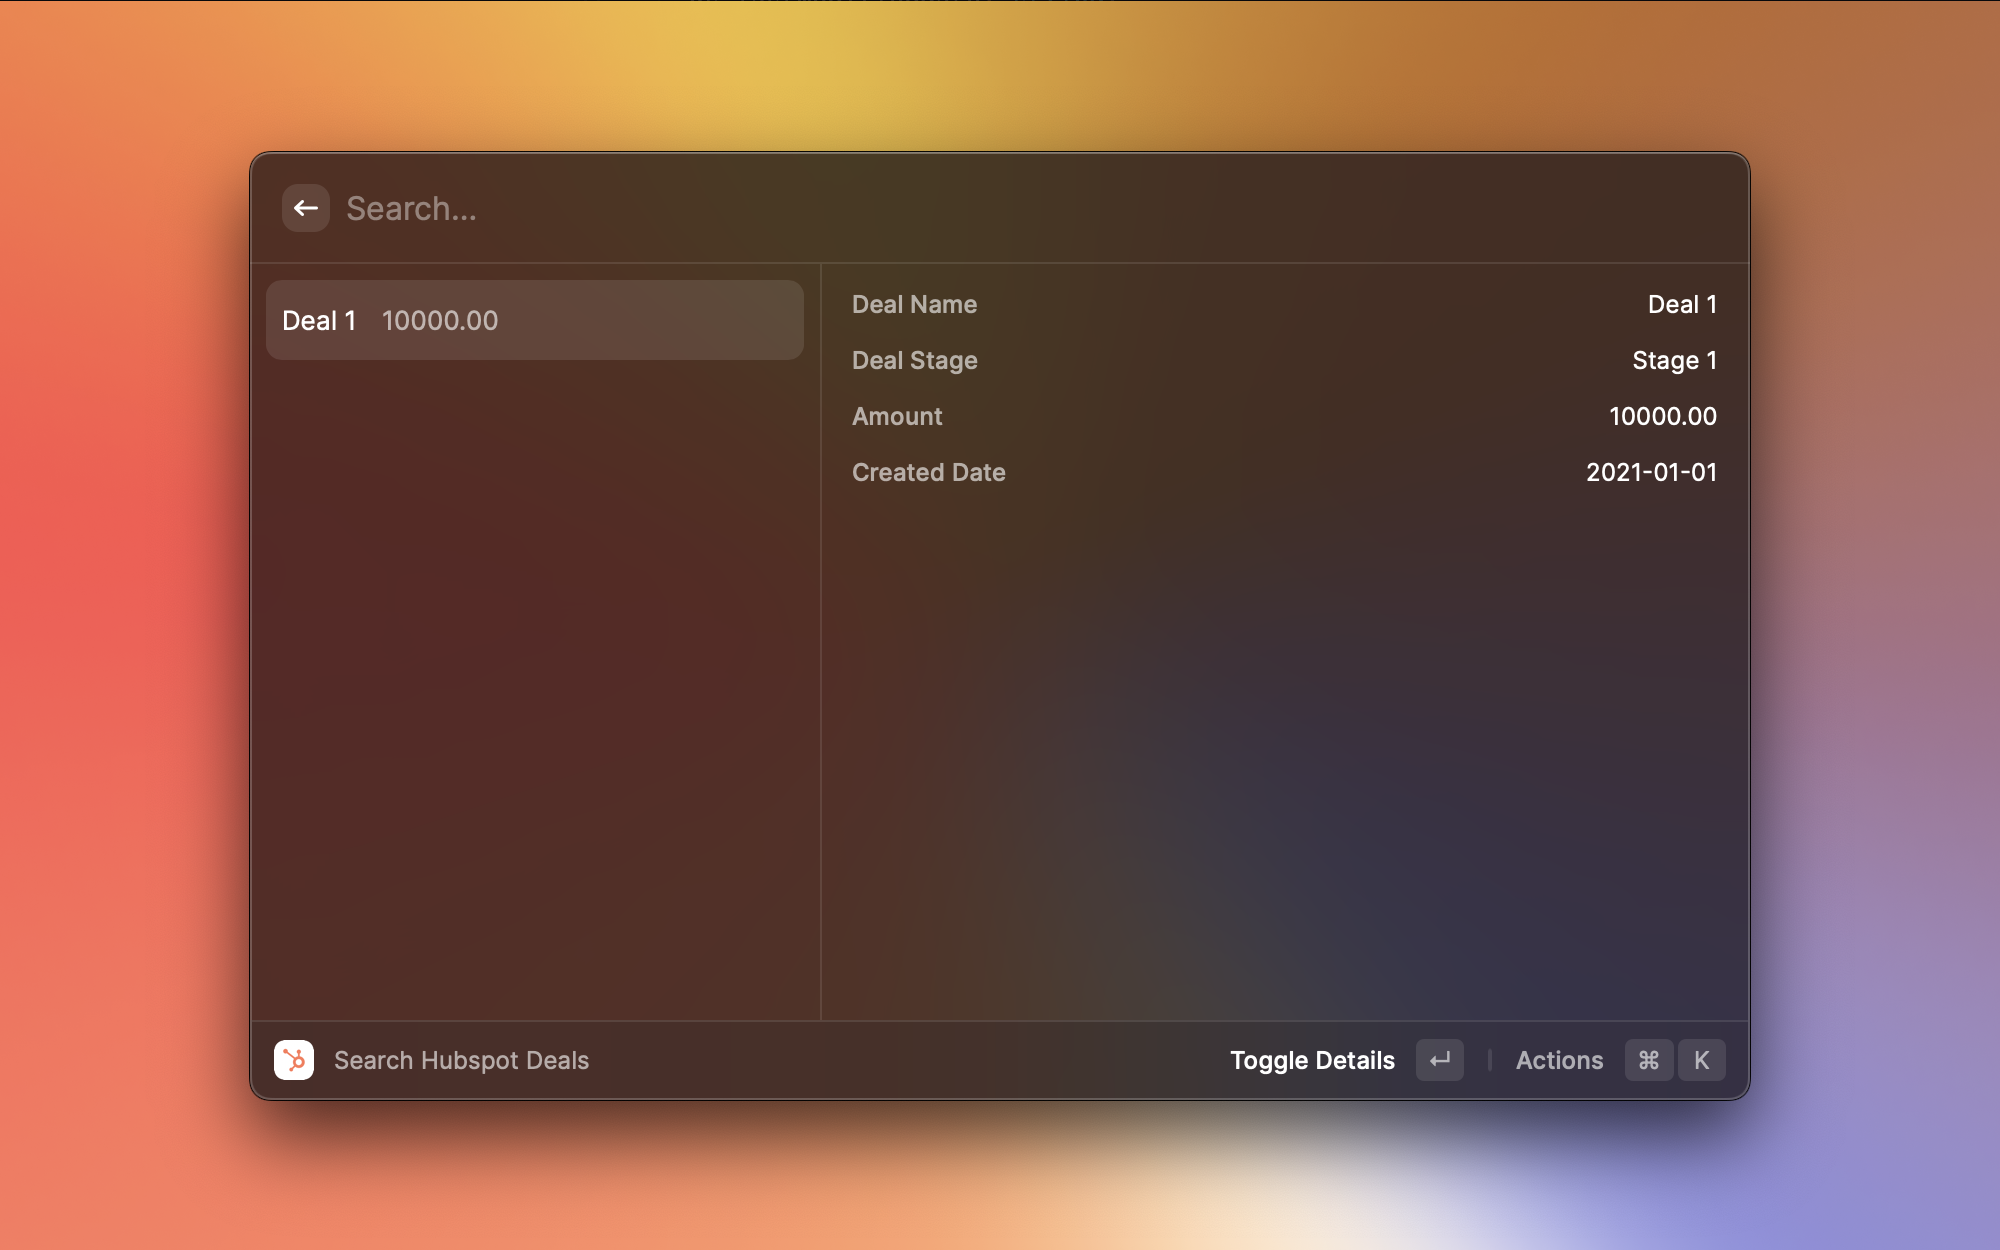 Search...
Deal 1 10000.00
Deal Name Deal 1
Deal Stage Stage 1
Amount 10000.00
Created Date 2021-01-01
Search Hubspot Deals Toggle Details ↵ Actions ⌘ K